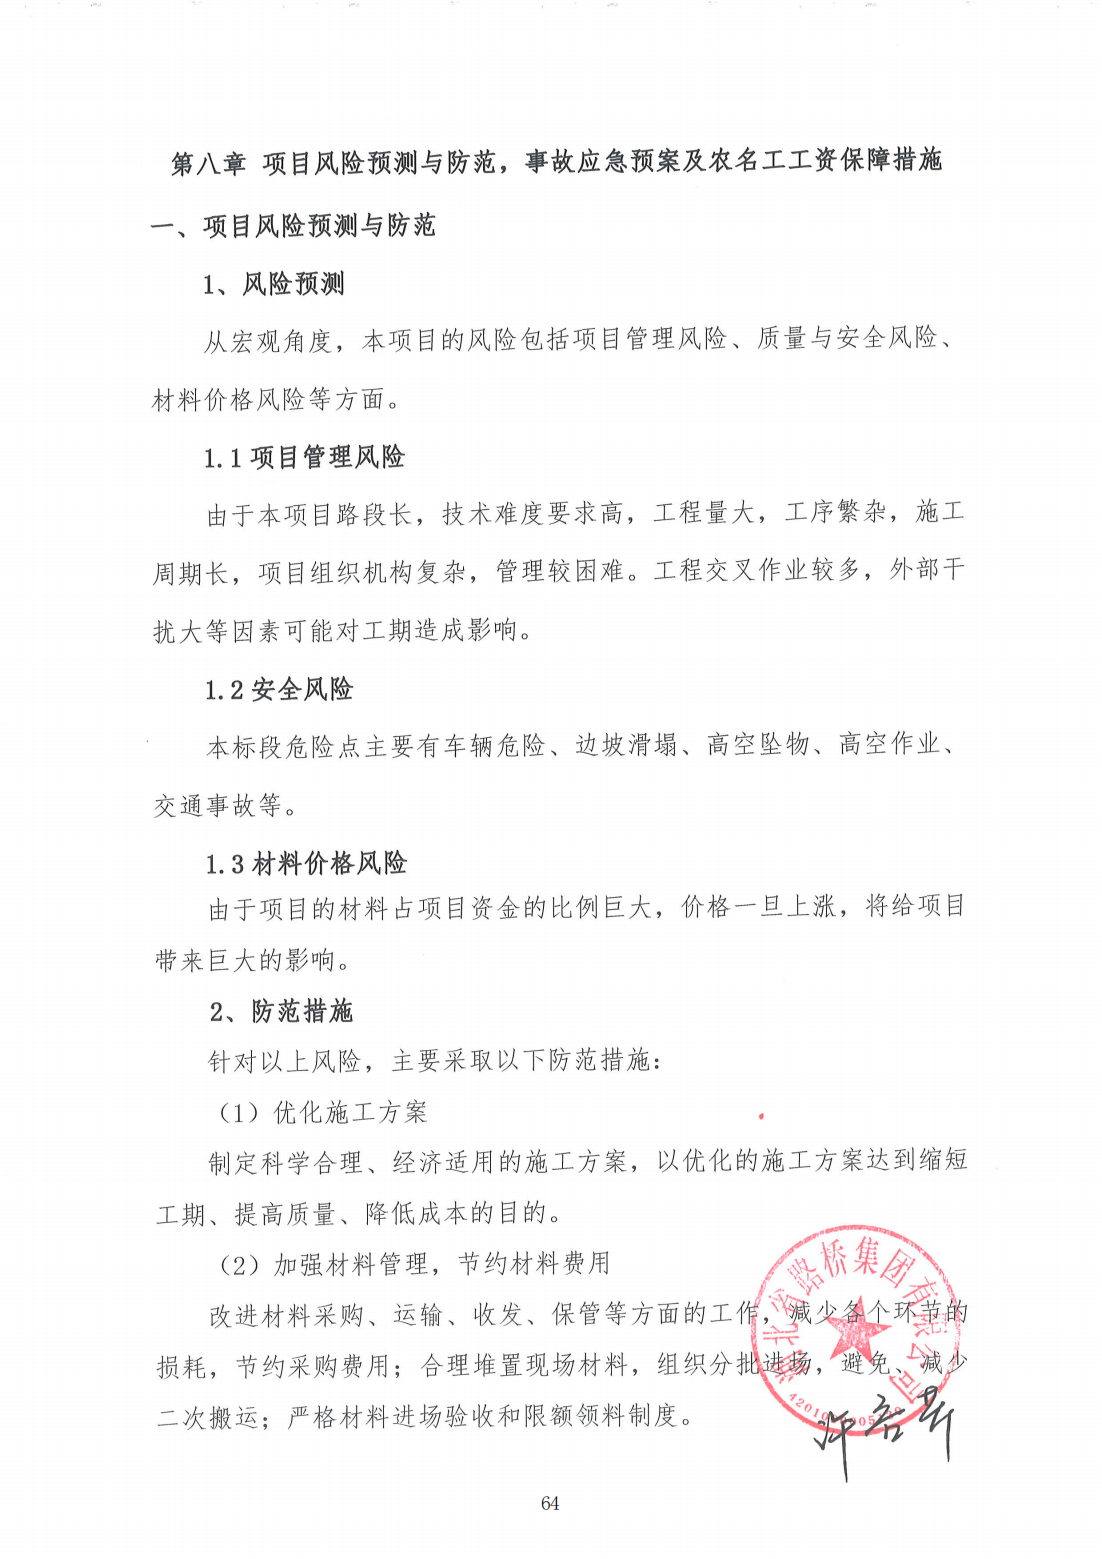 第八章 项目风险预测与防范，事故应急预案及农名工工资保障措施
一、项目风险预测与防范
1、风险预测
从宏观角度，本项目的风险包括项目管理风险、质量与安全风险、
材料价格风险等方面。
1.1 项目管理风险
由于本项目路段长，技术难度要求高，工程量大，工序繁杂，施工
周期长，项目组织机构复杂，管理较困难。工程交叉作业较多，外部干
扰大等因素可能对工期造成影响。
1.2 安全风险
本标段危险点主要有车辆危险、边坡滑塌、高空坠物、高空作业、
交通事故等。
1.3 材料价格风险
由于项目的材料占项目资金的比例巨大，价格一旦上涨，将给项目
带来巨大的影响。
2、防范措施
针对以上风险，主要采取以下防范措施：
（1）优化施工方案
制定科学合理、经济适用的施工方案，以优化的施工方案达到缩短
工期、提高质量、降低成本的目的。
（2）加强材料管理，节约材料费用
改进材料采购、运输、收发、保管等方面的工作，减少各个环节的
损耗，节约采购费用；合理堆置现场材料，组织分批进场，避免、减少
二次搬运；严格材料进场验收和限额领料制度。
湖北省路桥集团有限公司
64